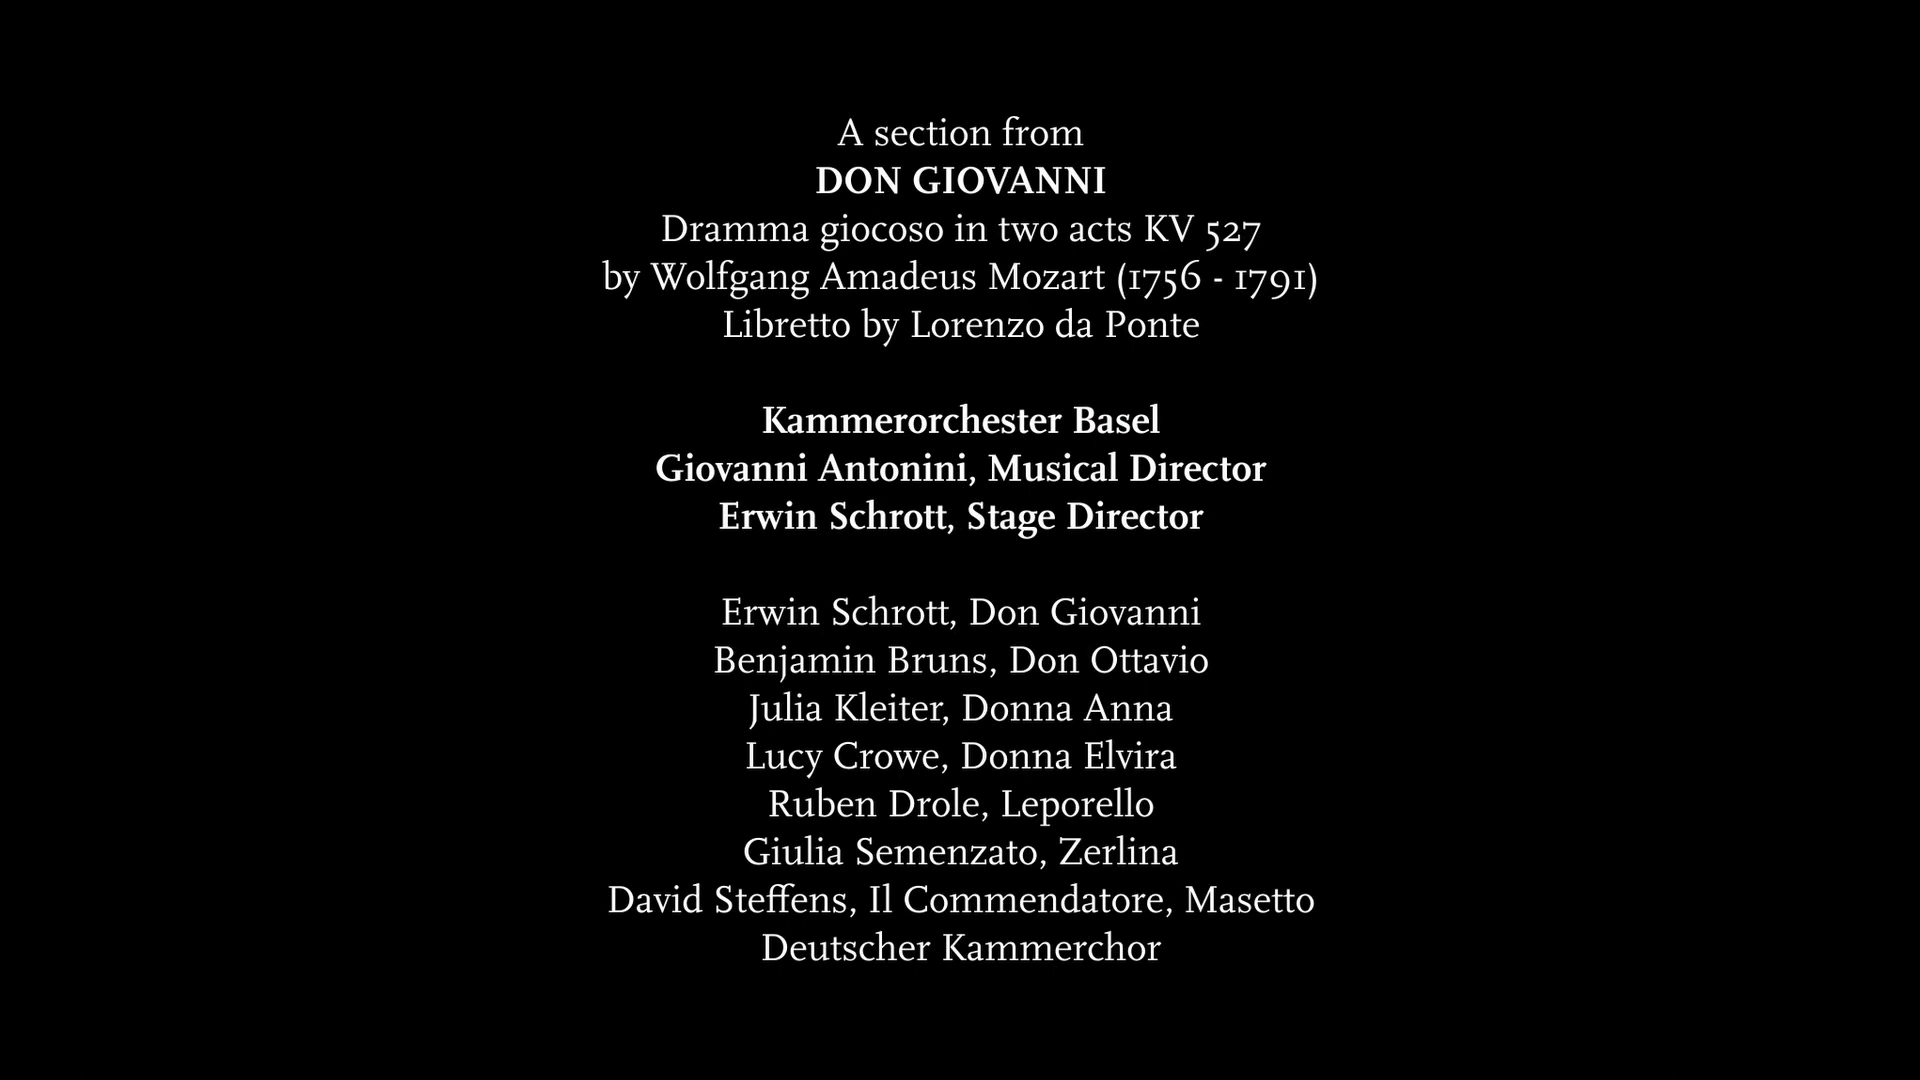 A section from
DON GIOVANNI
Dramma giocoso in two acts KV 527
by Wolfgang Amadeus Mozart (1756 - 1791)
Libretto by Lorenzo da Ponte
Kammerorchester Basel
Giovanni Antonini, Musical Director
Erwin Schrott, Stage Director
Erwin Schrott, Don Giovanni
Benjamin Bruns, Don Ottavio
Julia Kleiter, Donna Anna
Lucy Crowe, Donna Elvira
Ruben Drole, Leporello
Giulia Semenzato, Zerlina
David Steffens, Il Commendatore, Masetto
Deutscher Kammerchor